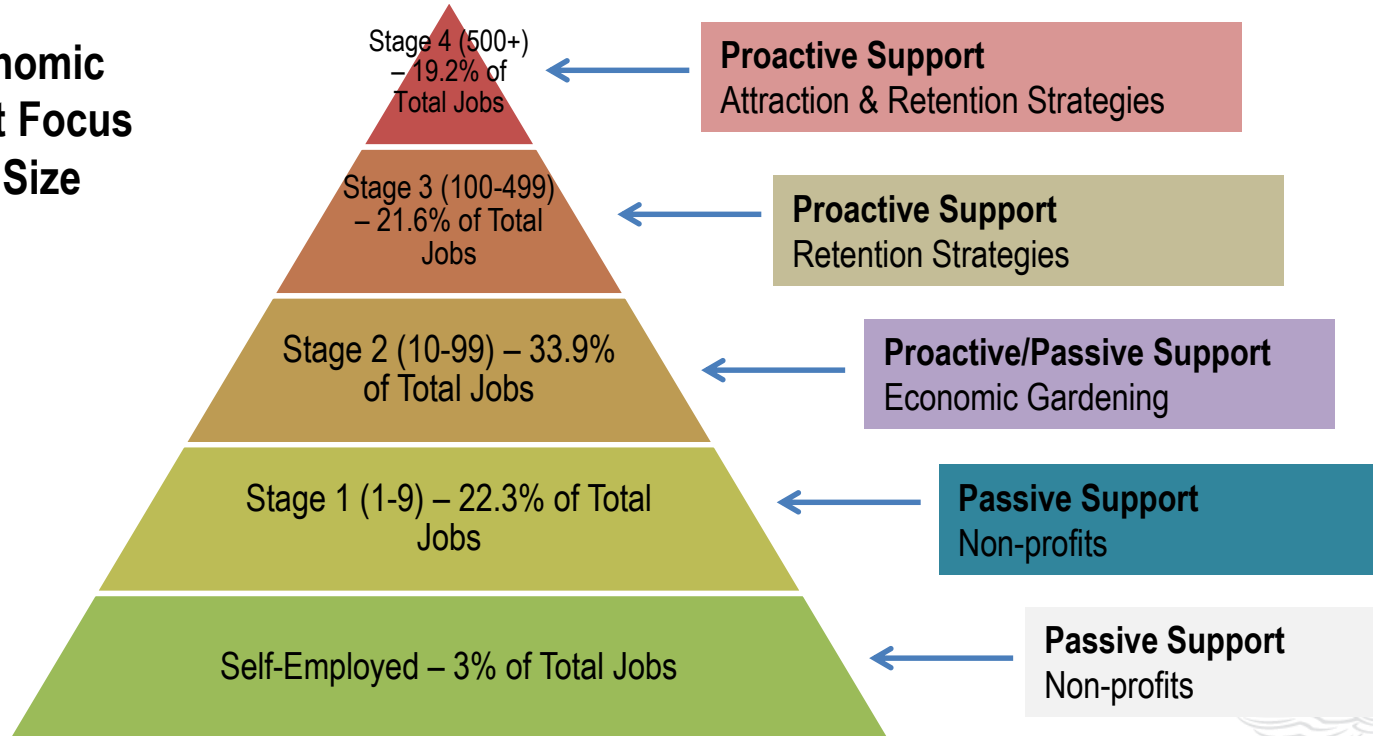 nomic
t Focus
Size
Stage 4 (500+)
– 19.2% of
Total Jobs
Proactive Support
Attraction & Retention Strategies
Stage 3 (100-499)
– 21.6% of Total
Jobs
Proactive Support
Retention Strategies
Stage 2 (10-99) – 33.9%
of Total Jobs
Proactive/Passive Support
Economic Gardening
Stage 1 (1-9) – 22.3% of Total
Jobs
Passive Support
Non-profits
Self-Employed – 3% of Total Jobs
Passive Support
Non-profits